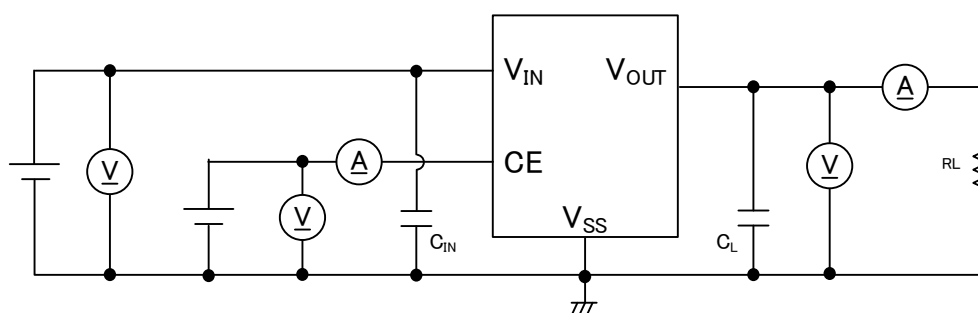 V_IN V_OUT
A
V
A
CE
V
RL
V
V_SS
C_IN
C_L